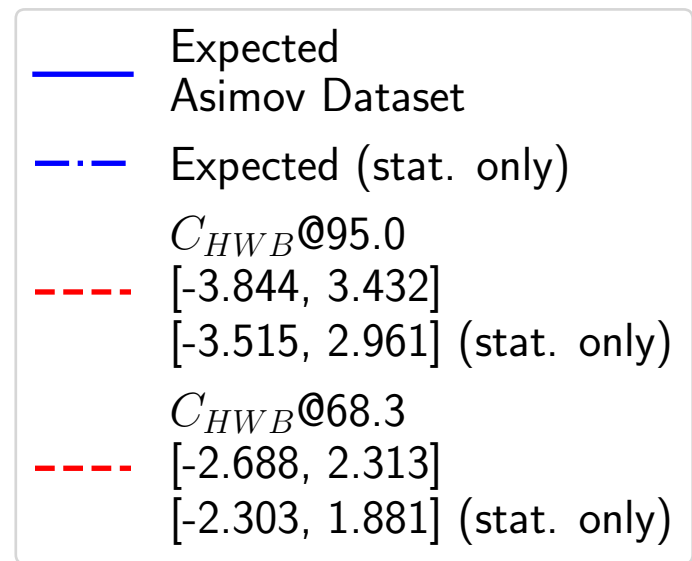 Expected
Asimov Dataset
Expected (stat. only)
C_{HWB}@95.0
[-3.844, 3.432]
[-3.515, 2.961] (stat. only)
C_{HWB}@68.3
[-2.688, 2.313]
[-2.303, 1.881] (stat. only)